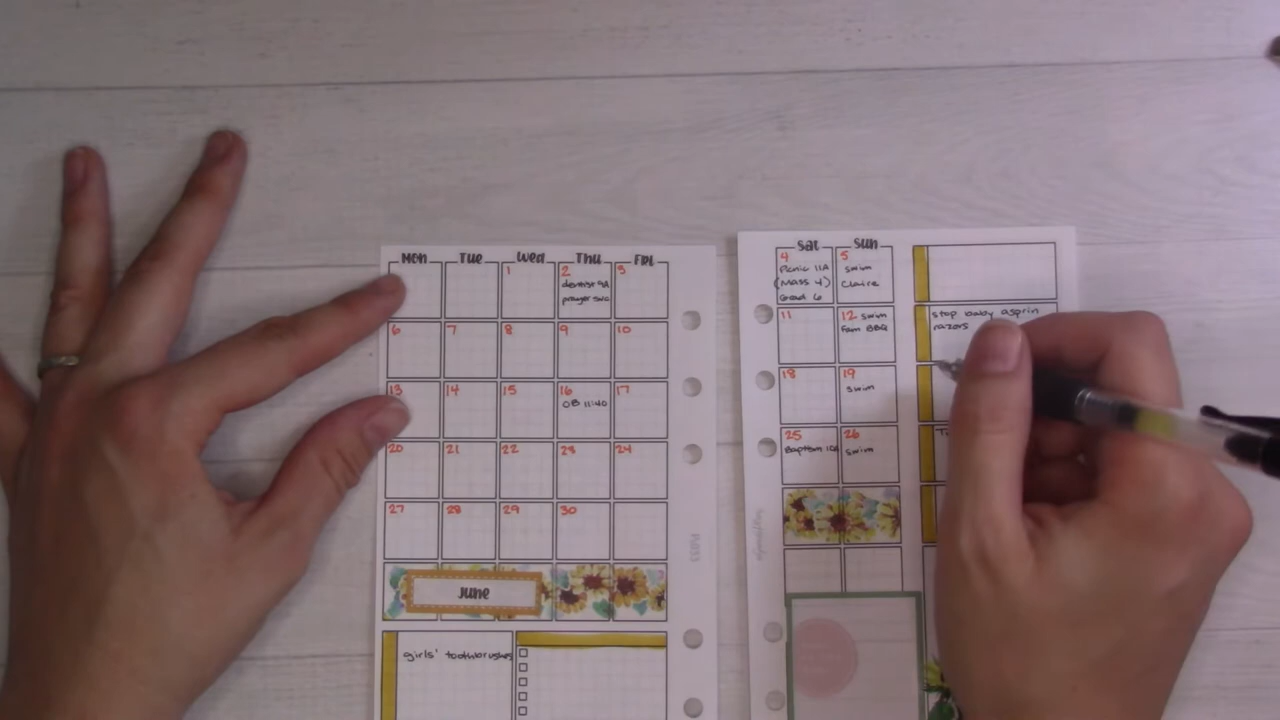 Mon Tue Wed Thu Fri
1 2 3
dentist 9A
prayer
6 7 8 9 10
13 14 15 16 17
OB 11:40
20 21 22 23 24
27 28 29 30
June
girls' toothbrushes
Sat Sun
4 5
Picnic 11A
(Mass 4)
Grad 6
swim
Claire
11 12 swim
Fam BBQ
18 19
swim
25 26
Baptism
swim
stop baby asprin
razors